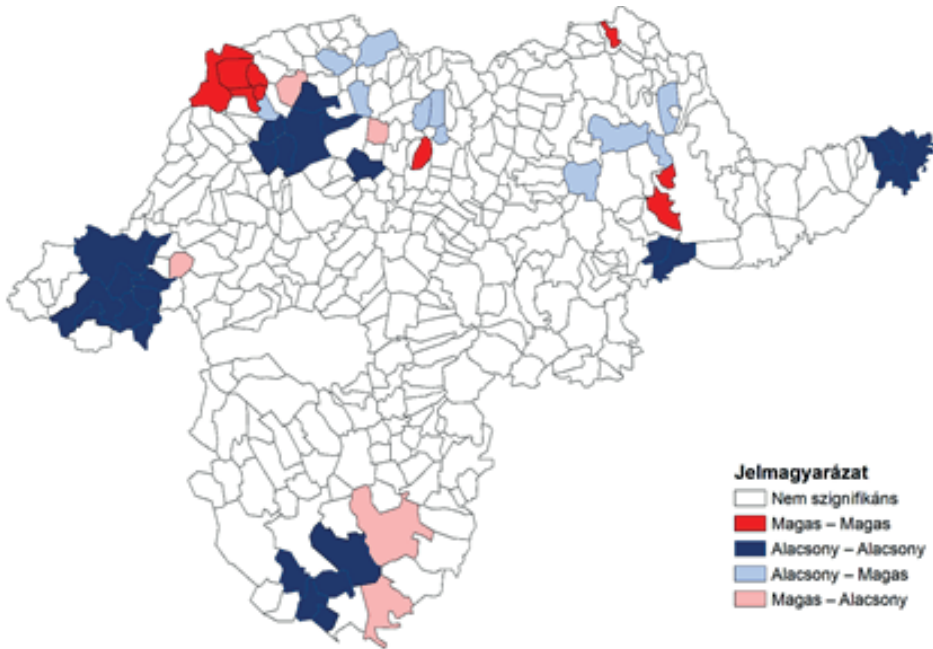 Jelmagyarázat
Nem szignifikáns
Magas – Magas
Alacsony – Alacsony
Alacsony – Magas
Magas – Alacsony